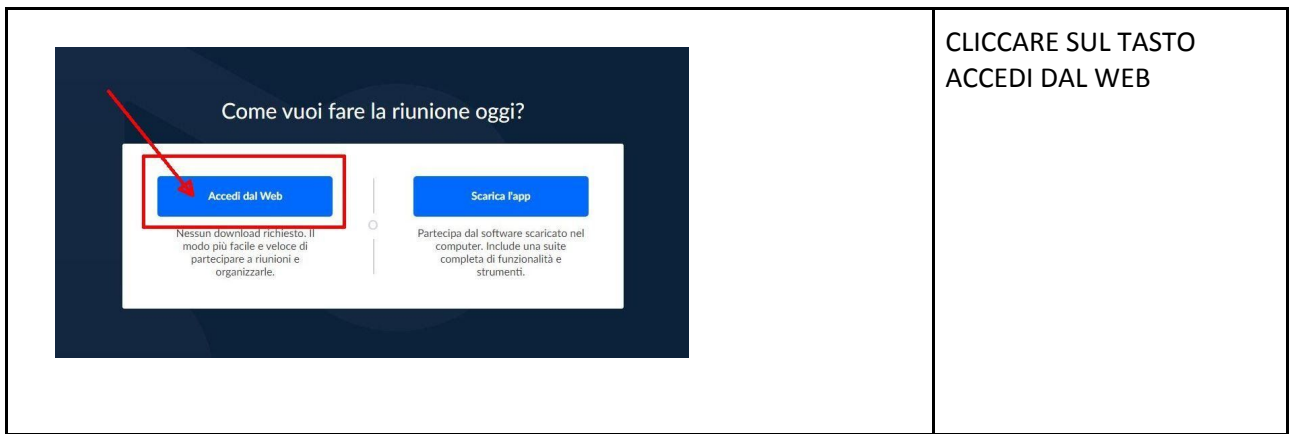 Come vuoi fare la riunione oggi?
Accedi dal Web
Nessun download richiesto. Il
modo più facile e veloce di
partecipare a riunioni e
organizzarle.
O
Scarica l'app
Partecipa dal software scaricato nel
computer. Include una suite
completa di funzionalità e
strumenti.
CLICCARE SUL TASTO
ACCEDI DAL WEB